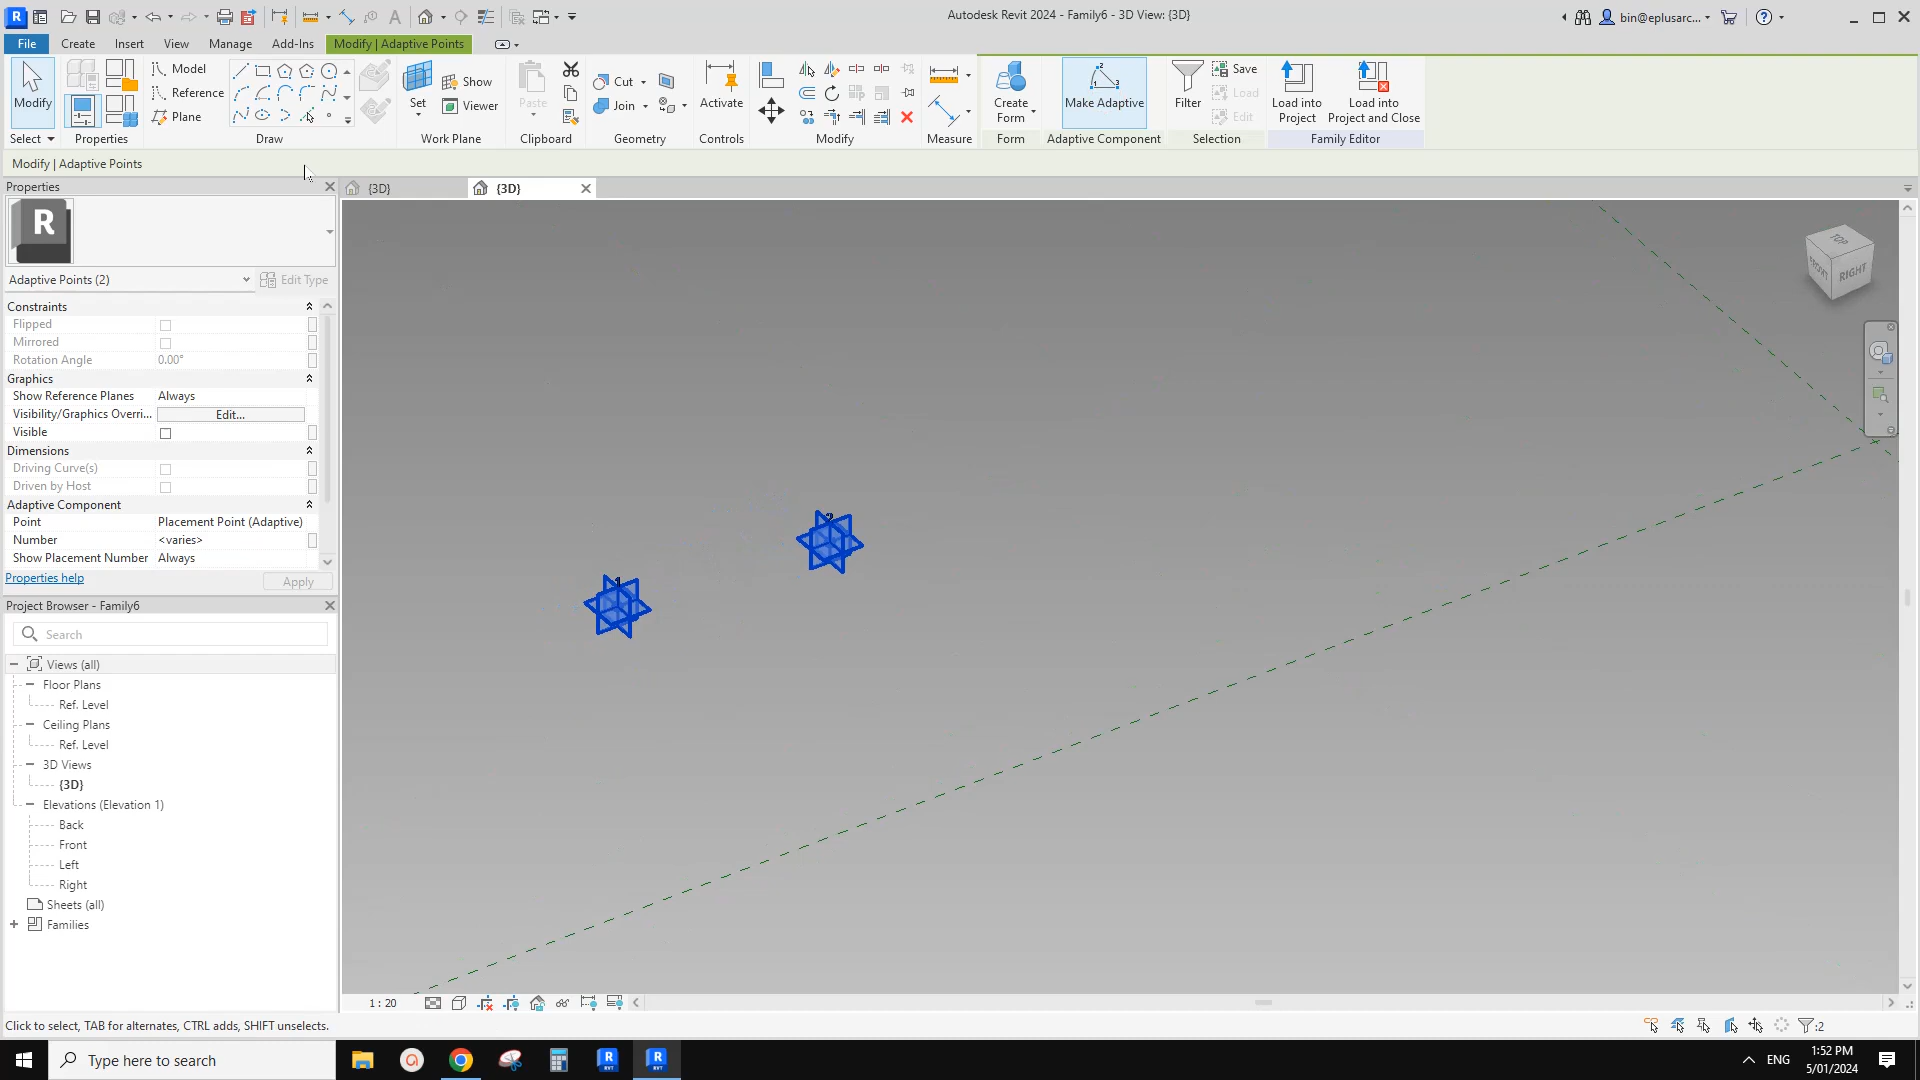 Autodesk Revit 2024 - Family6 - 3D View: {3D}
bin@eplusarc...
File
Create
Insert
View
Manage
Add-Ins
Modify | Adaptive Points
Modify
Model
Reference
Plane
Set
Show
Viewer
Paste
Cut
Join
Activate
Create
Form
Make Adaptive
Filter
Save
Load
Edit
Load into
Project
Load into
Project and Close
Select
Properties
Draw
Work Plane
Clipboard
Geometry
Controls
Modify
Measure
Form
Adaptive Component
Selection
Family Editor
Modify | Adaptive Points
Properties
{3D}
{3D}
R
Adaptive Points (2)
Edit Type
Constraints
Flipped
Mirrored
Rotation Angle 0.00°
Graphics
Show Reference Planes Always
Visibility/Graphics Overri... Edit...
Visible
Dimensions
Driving Curve(s)
Driven by Host
Adaptive Component
Point Placement Point (Adaptive)
Number <varies>
Show Placement Number Always
Properties help
Apply
Project Browser - Family6
Search
Views (all)
Floor Plans
Ref. Level
Ceiling Plans
Ref. Level
3D Views
{3D}
Elevations (Elevation 1)
Back
Front
Left
Right
Sheets (all)
Families
TOP
FRONT
RIGHT
2
1
1 : 20
Click to select, TAB for alternates, CTRL adds, SHIFT unselects.
:2
Type here to search
ENG
1:52 PM
5/01/2024